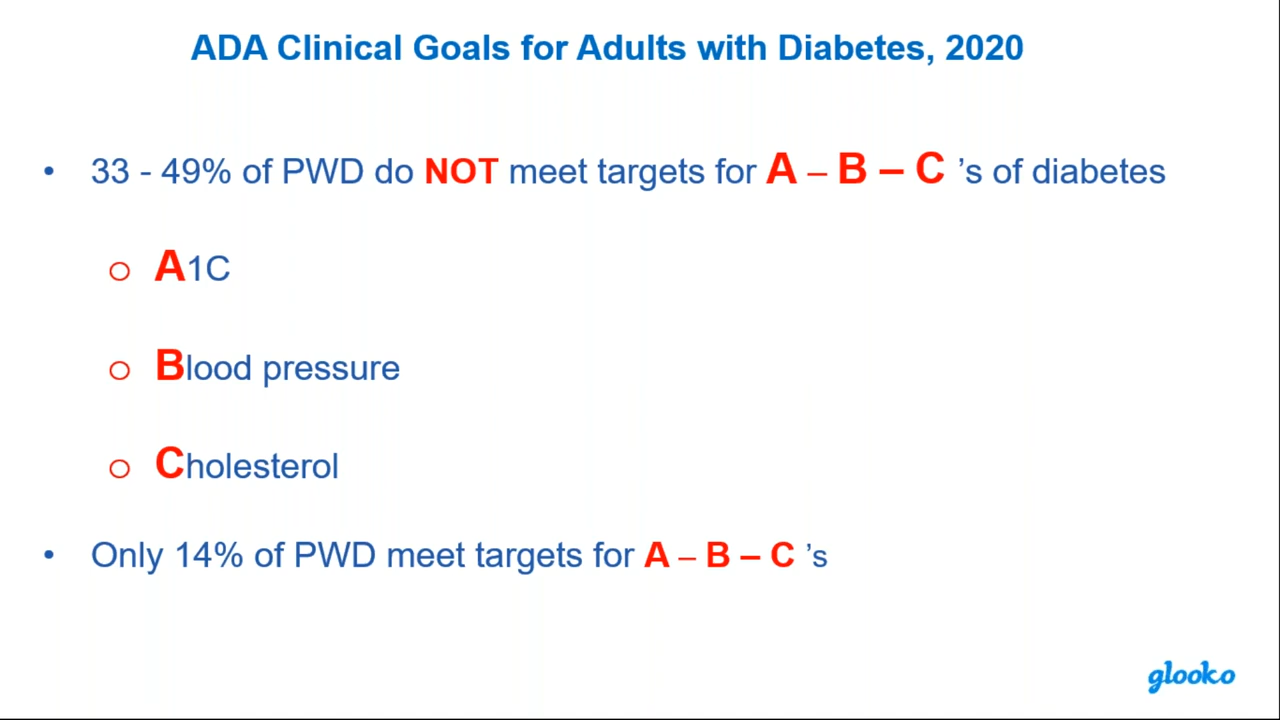 ADA Clinical Goals for Adults with Diabetes, 2020
• 33 - 49% of PWD do NOT meet targets for A – B – C ’s of diabetes
o A1C
o Blood pressure
o Cholesterol
• Only 14% of PWD meet targets for A – B – C ’s
glooko